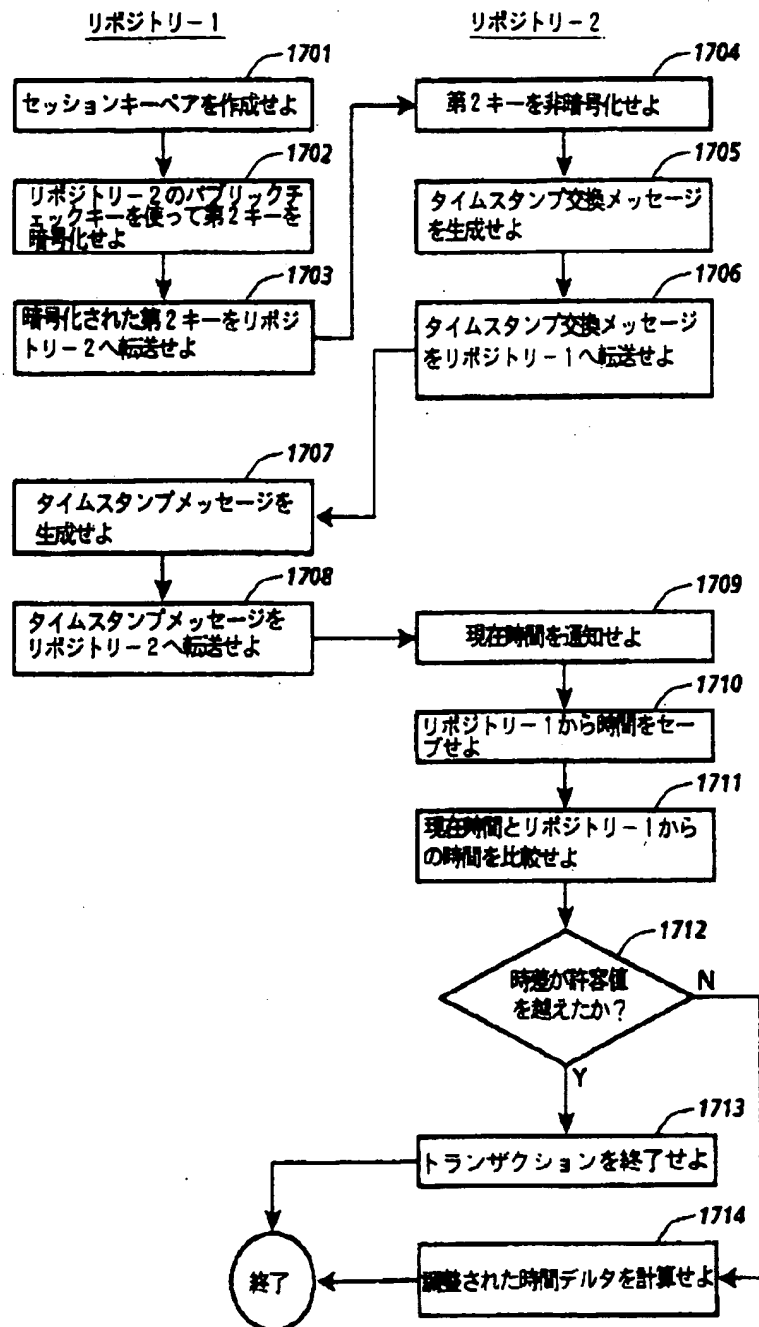 リポジトリー1
リポジトリー2
1701
セッションキーペアを作成せよ
1702
リポジトリー2のパブリックチ
ェックキーを使って第2キーを
暗号化せよ
1703
暗号化された第2キーをリポジ
トリー2へ転送せよ
1704
第2キーを非暗号化せよ
1705
タイムスタンプ交換メッセージ
を生成せよ
1706
タイムスタンプ交換メッセージ
をリポジトリー1へ転送せよ
1707
タイムスタンプメッセージを
生成せよ
1708
タイムスタンプメッセージを
リポジトリー2へ転送せよ
1709
現在時間を通知せよ
1710
リポジトリー1から時間をセー
ブせよ
1711
現在時間とリポジトリー1から
の時間を比較せよ
1712
時差が許容値
を越えたか?
N
Y
1713
トランザクションを終了せよ
1714
調整された時間デルタを計算せよ
終了